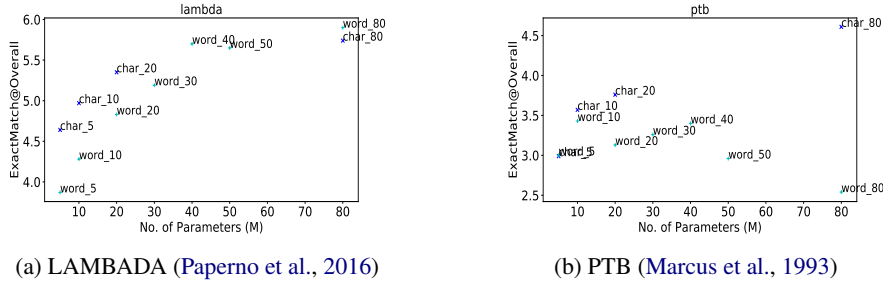 lambda
ExactMatch@Overall
6.0
5.5
5.0
4.5
4.0
word_80
char_80
word_40
word_50
char_20
word_30
char_10
word_20
char_5
word_10
word_5
10 20 30 40 50 60 70 80
No. of Parameters (M)
(a) LAMBADA (Paperno et al., 2016)
ptb
ExactMatch@Overall
4.5
4.0
3.5
3.0
2.5
char_80
char_20
char_10
word_10
word_40
word_30
word_20
word_5
char_5
word_50
word_80
10 20 30 40 50 60 70 80
No. of Parameters (M)
(b) PTB (Marcus et al., 1993)